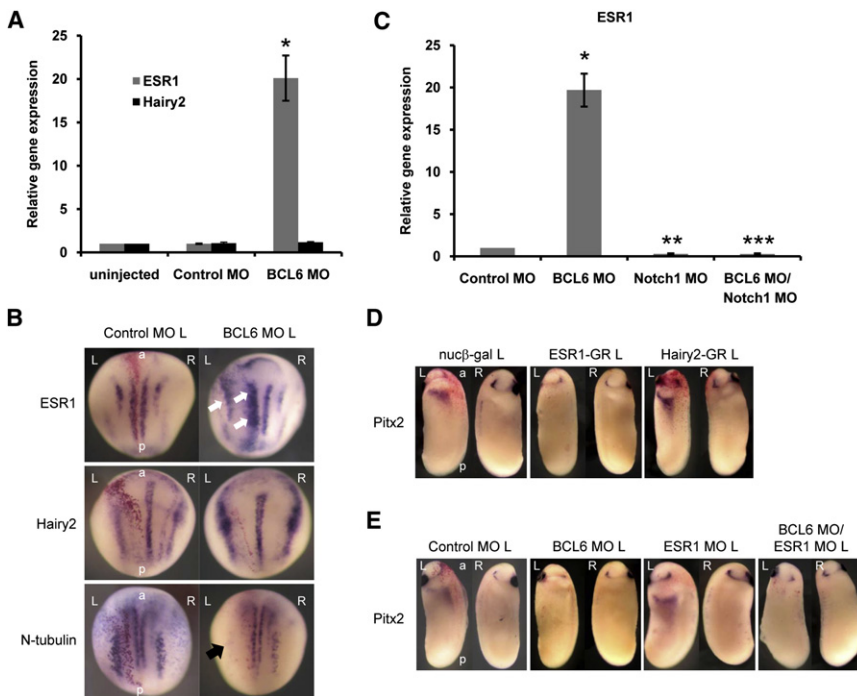 A
Relative gene expression
25
20
15
10
5
0
*
ESR1
Hairy2
uninjected Control MO BCL6 MO
C
ESR1
Relative gene expression
25
20
15
10
5
0
*
**
***
Control MO BCL6 MO Notch1 MO BCL6 MO/
Notch1 MO
B
Control MO L BCL6 MO L
ESR1
L a R L R
p
Hairy2
L a R L R
p
N-tubulin
L a R L R
p
D
nucβ-gal L ESR1-GR L Hairy2-GR L
Pitx2
L a R L R L R
p
E
Control MO L BCL6 MO L ESR1 MO L BCL6 MO/
ESR1 MO L
Pitx2
L a R L R L R L R
p